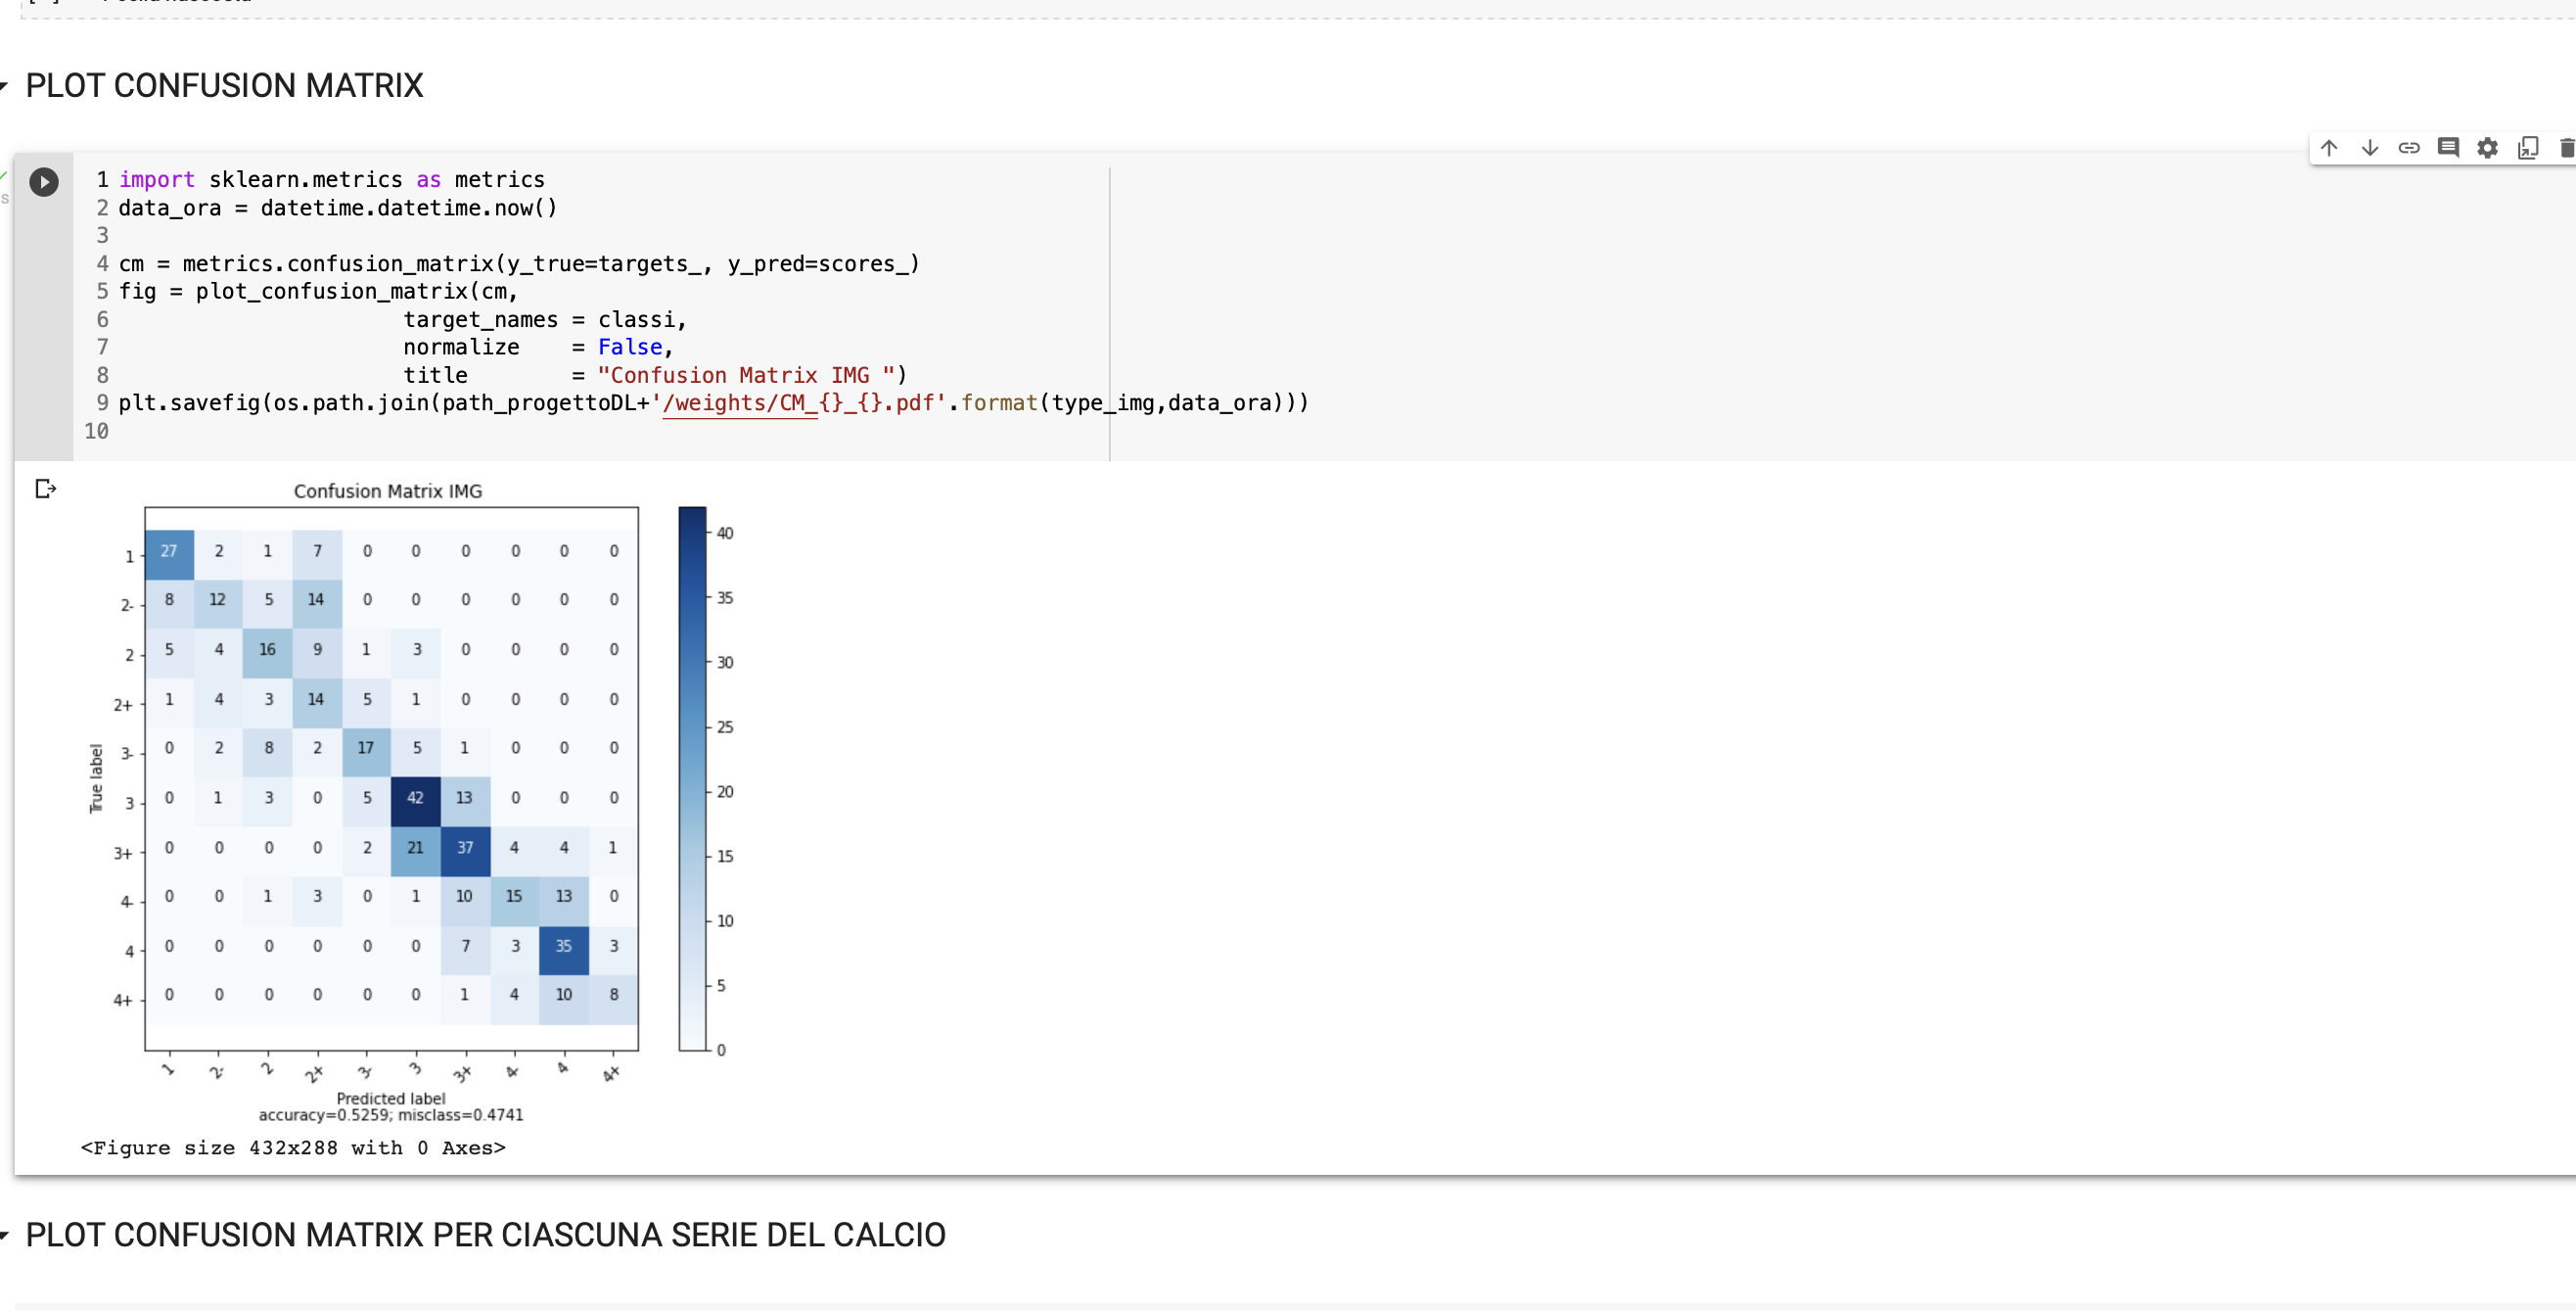 PLOT CONFUSION MATRIX
1 import sklearn.metrics as metrics
2 data_ora = datetime.datetime.now()
3
4 cm = metrics.confusion_matrix(y_true=targets_, y_pred=scores_)
5 fig = plot_confusion_matrix(cm,
6 target_names = classi,
7 normalize    = False,
8 title        = "Confusion Matrix IMG ")
9 plt.savefig(os.path.join(path_progettoDL+'/weights/CM_{}_{}.pdf'.format(type_img,data_ora)))
10
Confusion Matrix IMG
1 27 2 1 7 0 0 0 0 0 0
2- 8 12 5 14 0 0 0 0 0 0
2 5 4 16 9 1 3 0 0 0 0
2+ 1 4 3 14 5 1 0 0 0 0
3- 0 2 8 2 17 5 1 0 0 0
3 0 1 3 0 5 42 13 0 0 0
3+ 0 0 0 0 2 21 37 4 4 1
4- 0 0 1 3 0 1 10 15 13 0
4 0 0 0 0 0 0 7 3 35 3
4+ 0 0 0 0 0 0 1 4 10 8
True label
1 2- 2 2+ 3- 3 3+ 4- 4 4+
Predicted label
accuracy=0.5259; misclass=0.4741
40
35
30
25
20
15
10
5
0
<Figure size 432x288 with 0 Axes>
PLOT CONFUSION MATRIX PER CIASCUNA SERIE DEL CALCIO